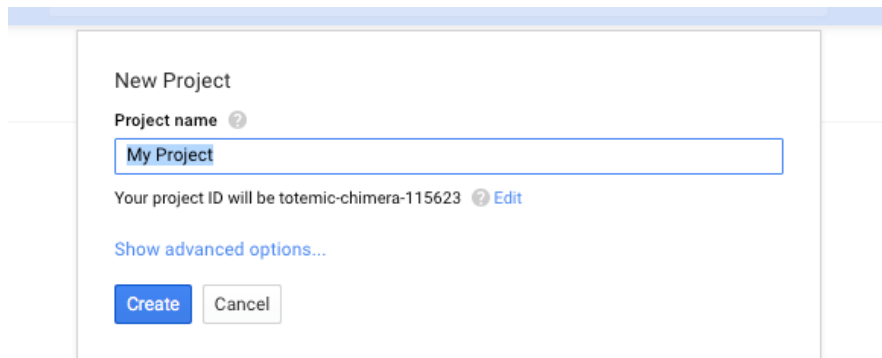 New Project
Project name ?
My Project
Your project ID will be totemic-chimera-115623 ? Edit
Show advanced options...
Create Cancel